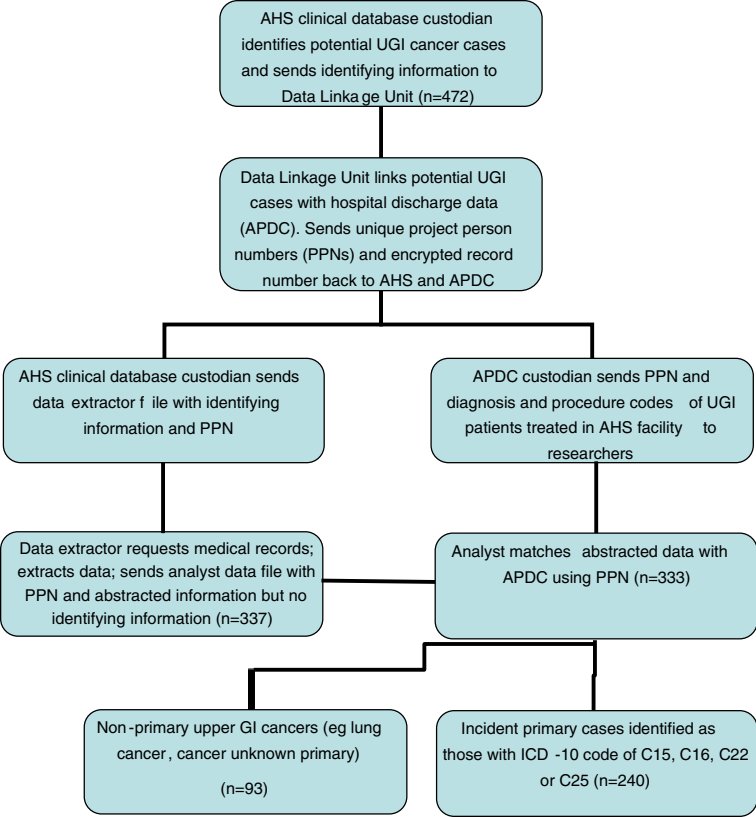 AHS clinical database custodian
identifies potential UGI cancer cases
and sends identifying information to
Data Linka ge Unit (n=472)
Data Linkage Unit links potential UGI
cases with hospital discharge data
(APDC). Sends unique project person
numbers (PPNs) and encrypted record
number back to AHS and APDC
AHS clinical database custodian sends
data extractor f ile with identifying
information and PPN
APDC custodian sends PPN and
diagnosis and procedure codes of UGI
patients treated in AHS facility to
researchers
Data extractor requests medical records;
extracts data; sends analyst data file with
PPN and abstracted information but no
identifying information (n=337)
Analyst matches abstracted data with
APDC using PPN (n=333)
Non-primary upper GI cancers (eg lung
cancer, cancer unknown primary)
(n=93)
Incident primary cases identified as
those with ICD -10 code of C15, C16, C22
or C25 (n=240)